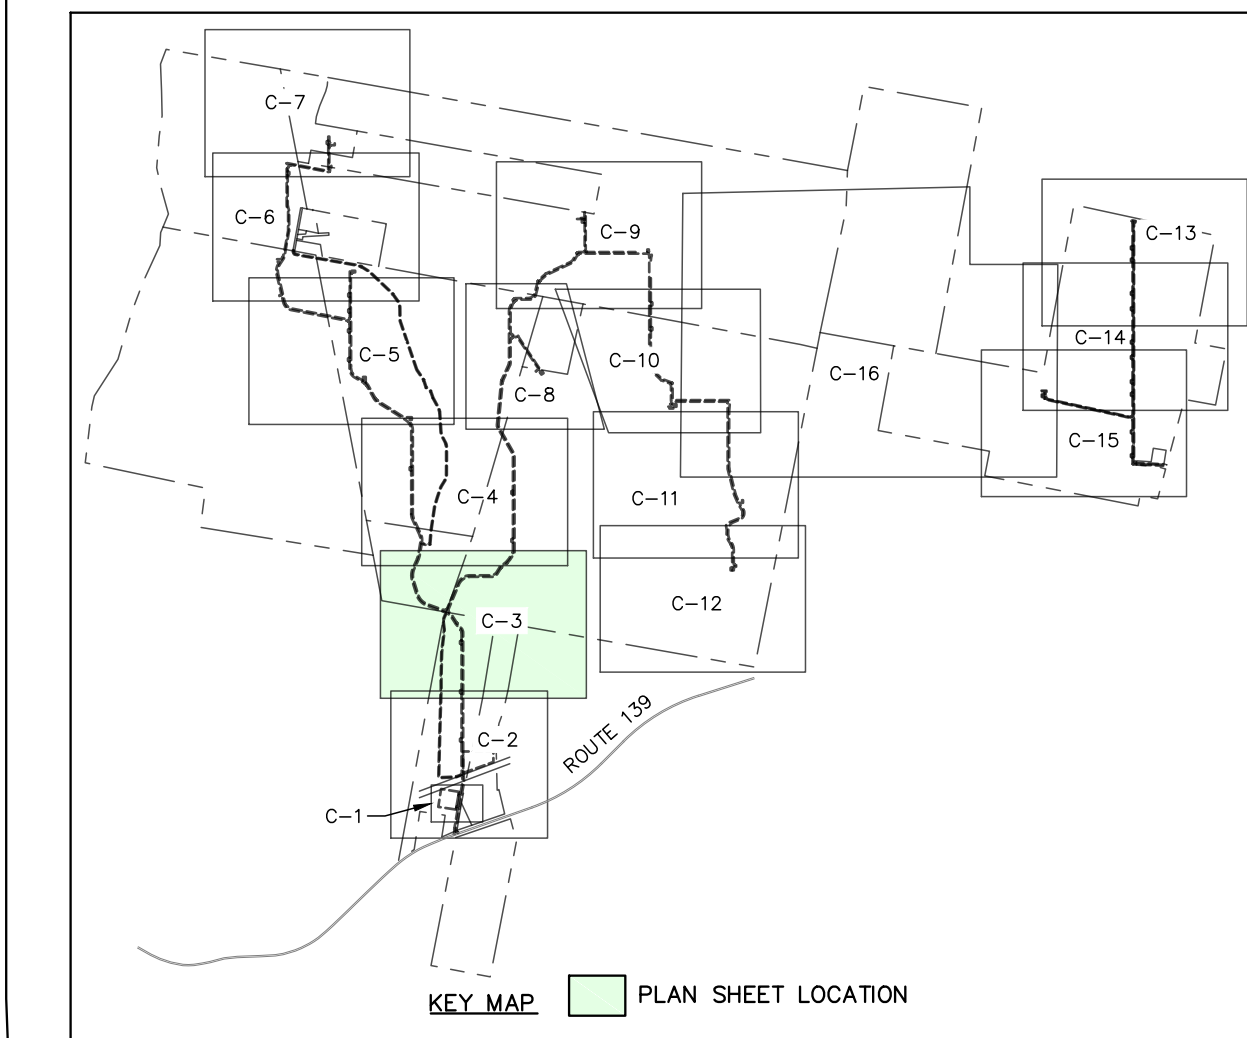 C-7
C-6
C-9
C-13
C-5
C-10
C-14
C-8
C-16
C-15
C-4
C-11
C-12
C-3
ROUTE 139
C-2
C-1
KEY MAP
PLAN SHEET LOCATION